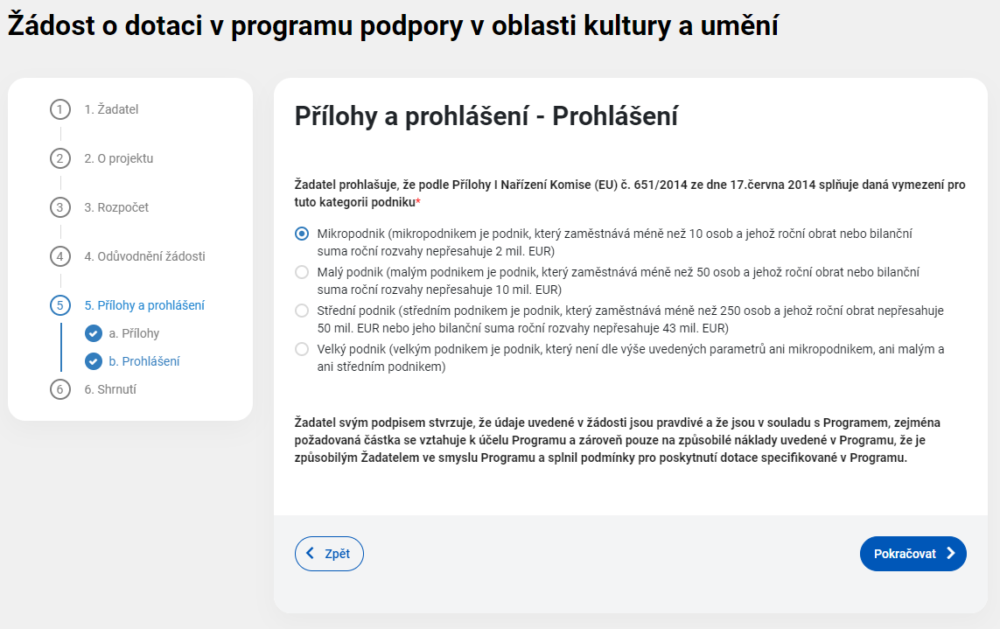 Žádost o dotaci v programu podpory v oblasti kultury a umění
1 1. Žadatel
2 2. O projektu
3 3. Rozpočet
4 4. Odůvodnění žádosti
5 5. Přílohy a prohlášení
a. Přílohy
b. Prohlášení
6 6. Shrnutí
Přílohy a prohlášení - Prohlášení
Žadatel prohlašuje, že podle Přílohy I Nařízení Komise (EU) č. 651/2014 ze dne 17.června 2014 splňuje daná vymezení pro
tuto kategorii podniku*
Mikropodnik (mikropodnikem je podnik, který zaměstnává méně než 10 osob a jehož roční obrat nebo bilanční
suma roční rozvahy nepřesahuje 2 mil. EUR)
Malý podnik (malým podnikem je podnik, který zaměstnává méně než 50 osob a jehož roční obrat nebo bilanční
suma roční rozvahy nepřesahuje 10 mil. EUR)
Střední podnik (středním podnikem je podnik, který zaměstnává méně než 250 osob a jehož roční obrat nepřesahuje
50 mil. EUR nebo jeho bilanční suma roční rozvahy nepřesahuje 43 mil. EUR)
Velký podnik (velkým podnikem je podnik, který není dle výše uvedených parametrů ani mikropodnikem, ani malým a
ani středním podnikem)
Žadatel svým podpisem stvrzuje, že údaje uvedené v žádosti jsou pravdivé a že jsou v souladu s Programem, zejména
požadovaná částka se vztahuje k účelu Programu a zároveň pouze na způsobilé náklady uvedené v Programu, že je
způsobilým Žadatelem ve smyslu Programu a splnil podmínky pro poskytnutí dotace specifikované v Programu.
Zpět
Pokračovat